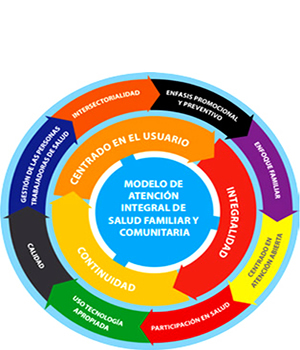 MODELO DE
ATENCIÓN
INTEGRAL DE
SALUD FAMILIAR Y
COMUNITARIA
CENTRADO EN EL USUARIO
INTEGRALIDAD
CONTINUIDAD
INTERSECTORIALIDAD
ENFASIS PROMOCIONAL
Y PREVENTIVO
ENFOQUE FAMILIAR
CENTRADO EN
ATENCIÓN ABIERTA
PARTICIPACIÓN EN SALUD
USO TECNOLOGÍA
APROPIADA
CALIDAD
GESTIÓN DE LAS PERSONAS
TRABAJADORAS DE SALUD